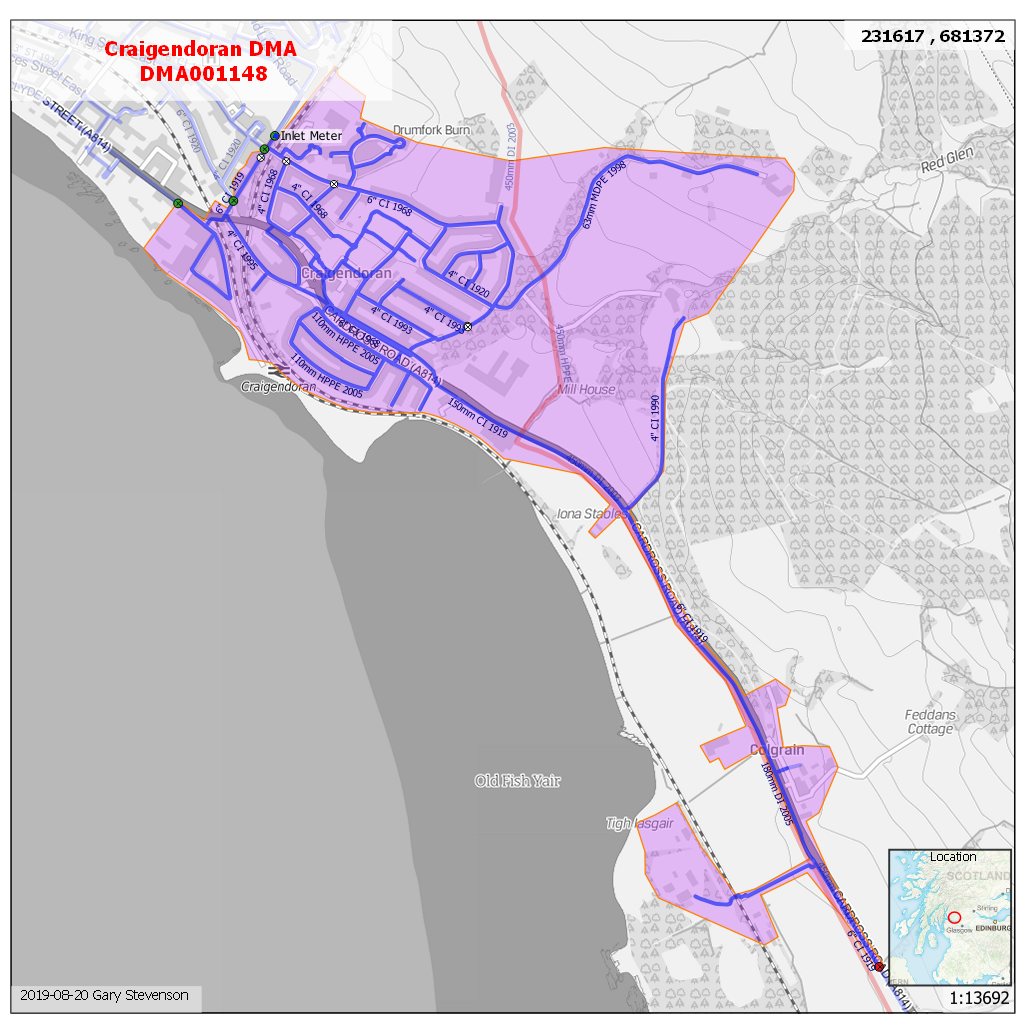 Craigendoran DMA
DMA001148
231617 , 681372
King
3" ST 1920
Street East
CLYDE STREET (A814)
6" CI 1920
4" CI 1920
Inlet Meter
Drumfork Burn
450mm DI 2003
Red Glen
6" CI 1919
4" CI 1968
4" CI 1968
6" CI 1968
63mm MDPE 1998
4" CI 1995
Craigendoran
4" CI 1920
4" CI 1993
CARDROSS ROAD (A814)
110mm HPPE 2005
110mm HPPE 2005
450mm HPPE
Mill House
Craigendoran
150mm CI 1919
4" CI 1990
Iona Stables
CARDROSS ROAD (A814)
6" CI 1919
Feddans
Cottage
Colgrain
180mm DI 2005
Old Fish Yair
Tigh Iasgair
CARDROSS ROAD (A814)
6" CI 1919
Location
SCOTLAND
Stirling
Glasgow
EDINBURG
2019-08-20 Gary Stevenson
1:13692